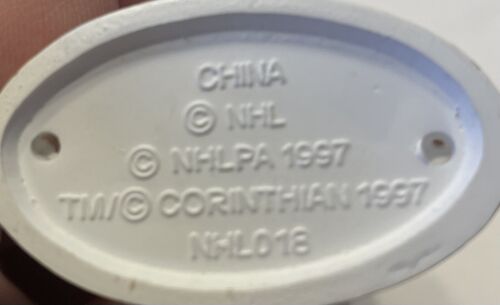 CHINA
© NHL
© NHLPA 1997
TM/© CORINTHIAN 1997
NHL018